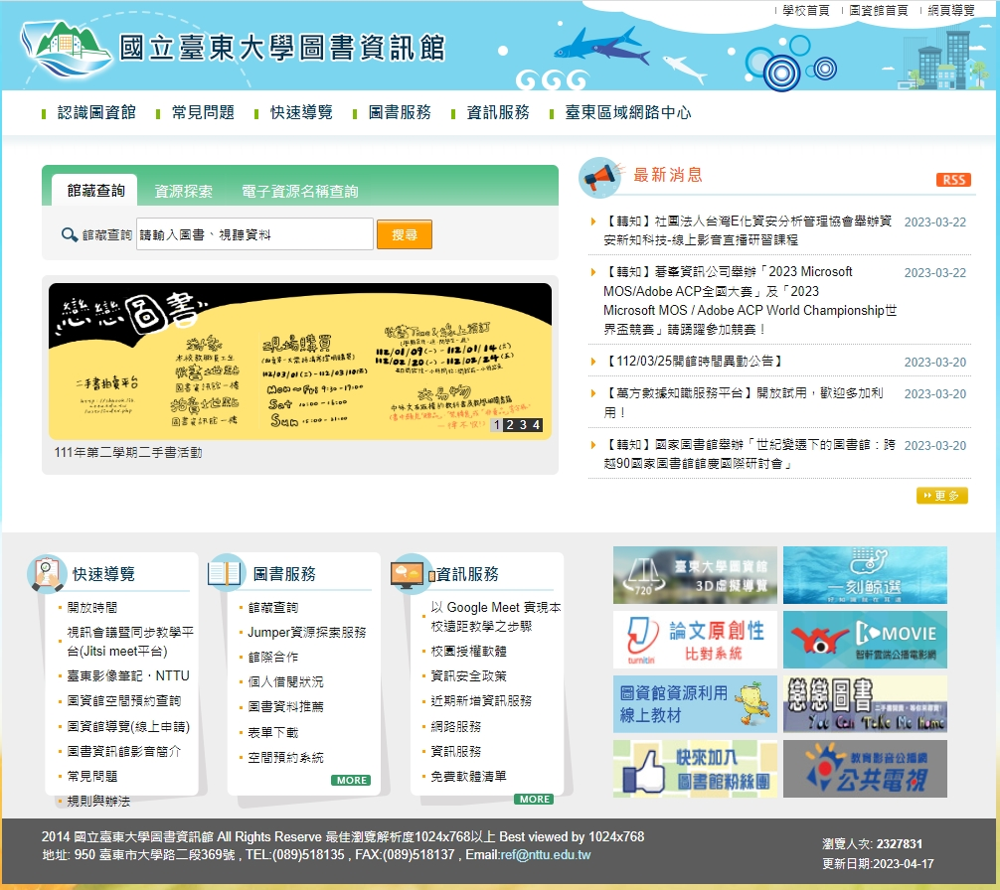 學校首頁 圖資館首頁 網頁導覽
國立臺東大學圖書資訊館
認識圖資館 常見問題 快速導覽 圖書服務 資訊服務 臺東區域網路中心
館藏查詢 資源探索 電子資源名稱查詢
館藏查詢 請輸入圖書、視聽資料 搜尋
戀戀圖書
現場購買
112/03/01(三)-112/03/10(五)
Mon~Fri 9:30-17:00
Sat 10:00-16:00
Sun
112/01/09(一)-112/01/14(六)
112/02/20(一)-112/02/24(五)
二手書拍賣平台
圖書資訊館一樓
圖書資訊館一樓
1 2 3 4
111年第二學期二手書活動
最新消息
RSS
【轉知】社團法人台灣E化資安分析管理協會舉辦資 2023-03-22
安新知科技-線上影音直播研習課程
【轉知】碁峯資訊公司舉辦「2023 Microsoft 2023-03-22
MOS/Adobe ACP全國大賽」及「2023
Microsoft MOS / Adobe ACP World Championship世
界盃競賽」請踴躍參加競賽！
【112/03/25開館時間異動公告】 2023-03-20
【萬方數據知識服務平台】開放試用，歡迎多加利 2023-03-20
用！
【轉知】國家圖書館舉辦「世紀變遷下的圖書館：跨 2023-03-20
越90國家圖書館館慶國際研討會」
更多
快速導覽
開放時間
視訊會議暨同步教學平
台(Jitsi meet平台)
臺東影像筆記．NTTU
圖資館空間預約查詢
圖資館導覽(線上申請)
圖書資訊館影音簡介
常見問題
規則與辦法
圖書服務
館藏查詢
Jumper資源探索服務
館際合作
個人借閱狀況
圖書資料推薦
表單下載
空間預約系統
MORE
資訊服務
以 Google Meet 實現本
校遠距教學之步驟
校園授權軟體
資訊安全政策
近期新增資訊服務
網路服務
資訊服務
免費軟體清單
MORE
720
臺東大學圖資館
3D虛擬導覽
一刻鯨選
turnitin
論文原創性
比對系統
MOVIE
智軒雲端公播電影網
圖資館資源利用
線上教材
戀戀圖書
You Can Take Me home
快來加入
圖書館粉絲團
教育影音公播網
公共電視
2014 國立臺東大學圖書資訊館 All Rights Reserve 最佳瀏覽解析度1024x768以上 Best viewed by 1024x768
地址: 950 臺東市大學路二段369號 , TEL:(089)518135 , FAX:(089)518137 , Email:ref@nttu.edu.tw
瀏覽人次: 2327831
更新日期:2023-04-17